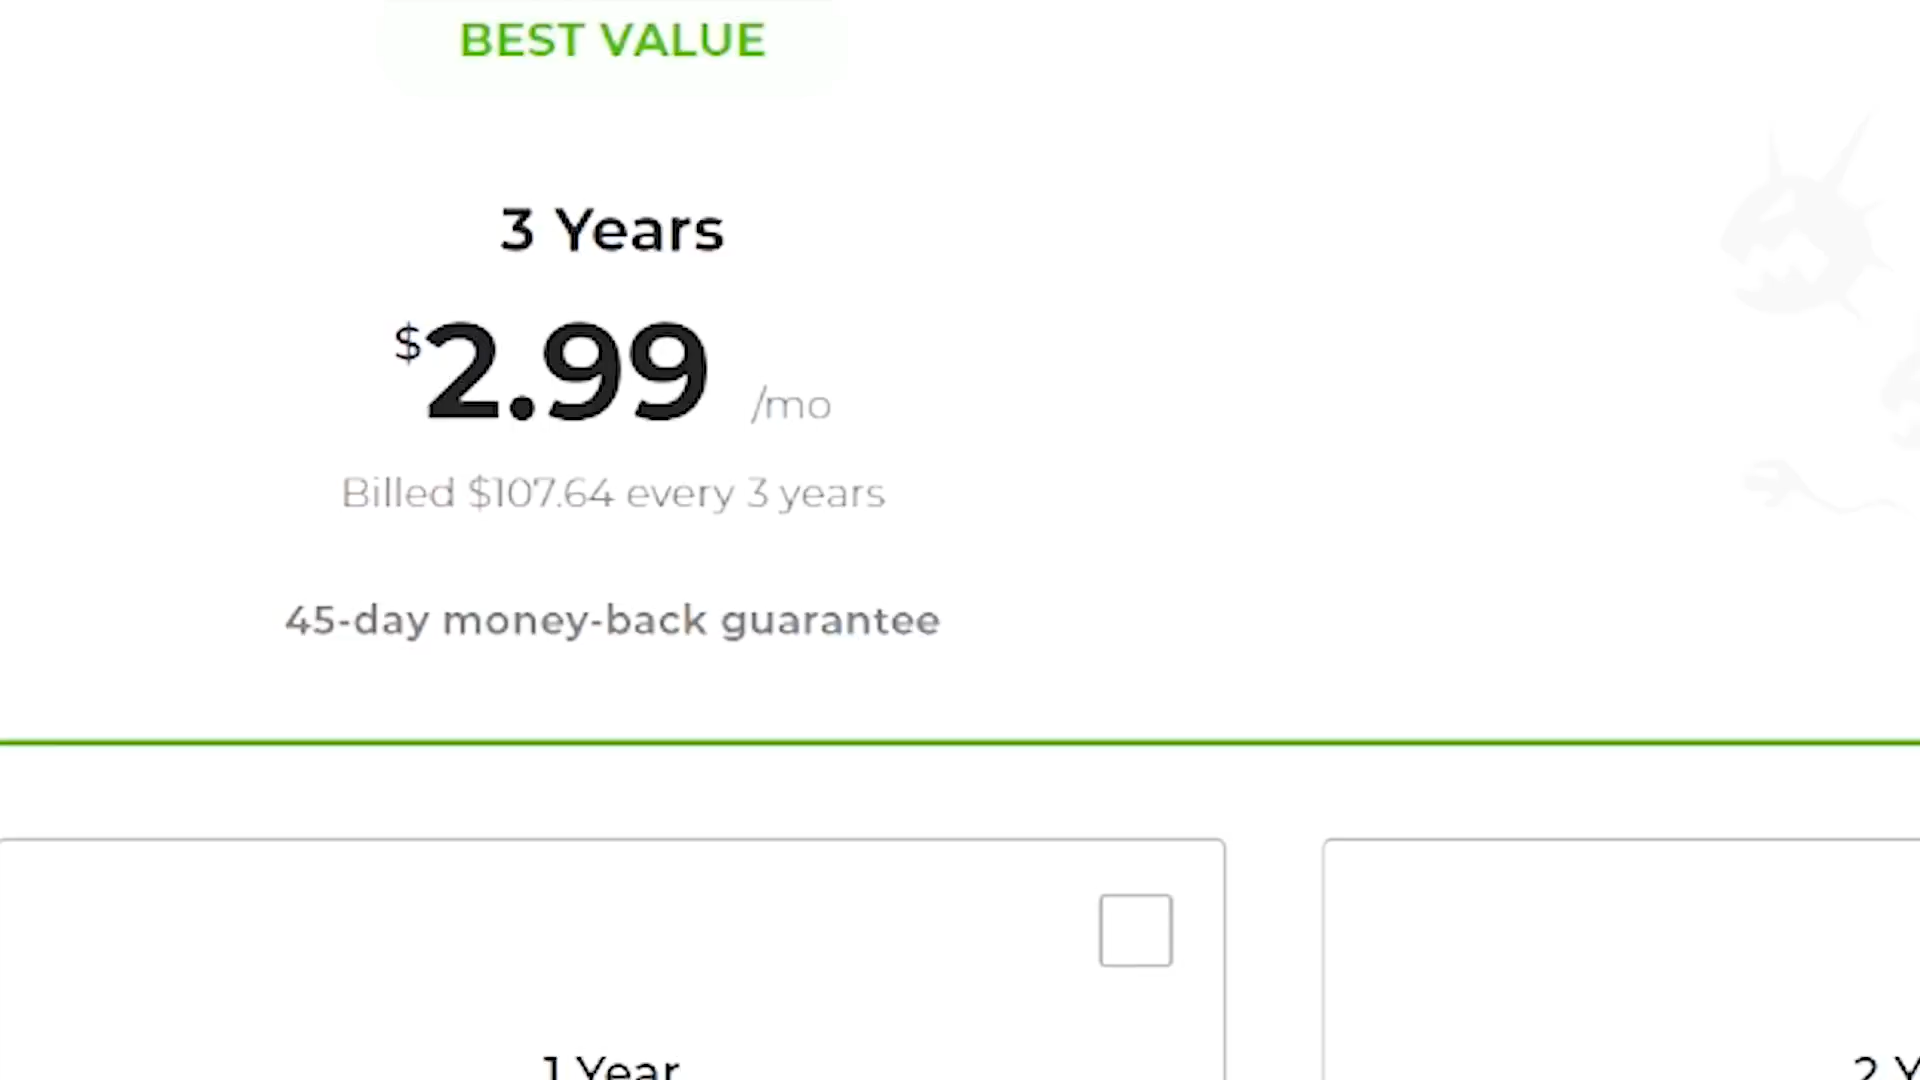 BEST VALUE
3 Years
$2.99 /mo
Billed $107.64 every 3 years
45-day money-back guarantee
1 Year
2 Y